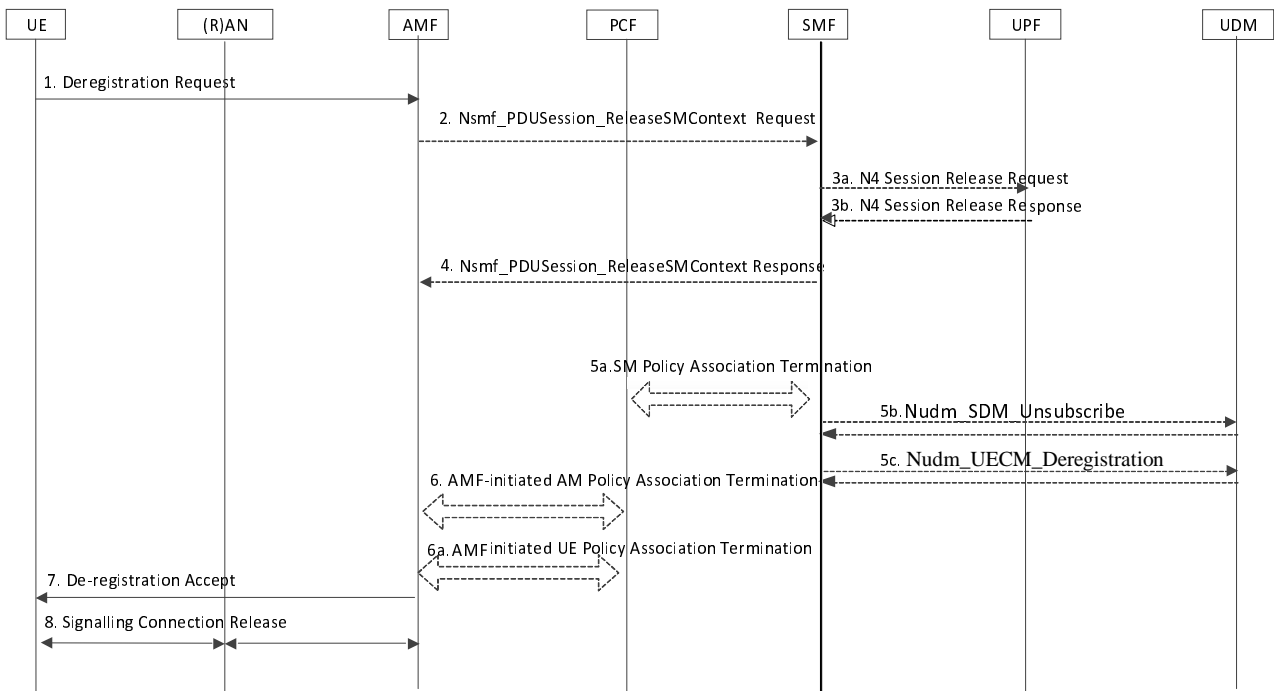 UE
(R)AN
AMF
PCF
SMF
UPF
UDM
1. Deregistration Request
2. Nsmf_PDUSession_ReleaseSMContext Request
3a. N4 Session Release Request
3b. N4 Session Release Response
4. Nsmf_PDUSession_ReleaseSMContext Response
5a.SM Policy Association Termination
5b. Nudm_SDM_Unsubscribe
5c. Nudm_UECM_Deregistration
6. AMF-initiated AM Policy Association Termination
6a.AMF initiated UE Policy Association Termination
7. De-registration Accept
8. Signalling Connection Release